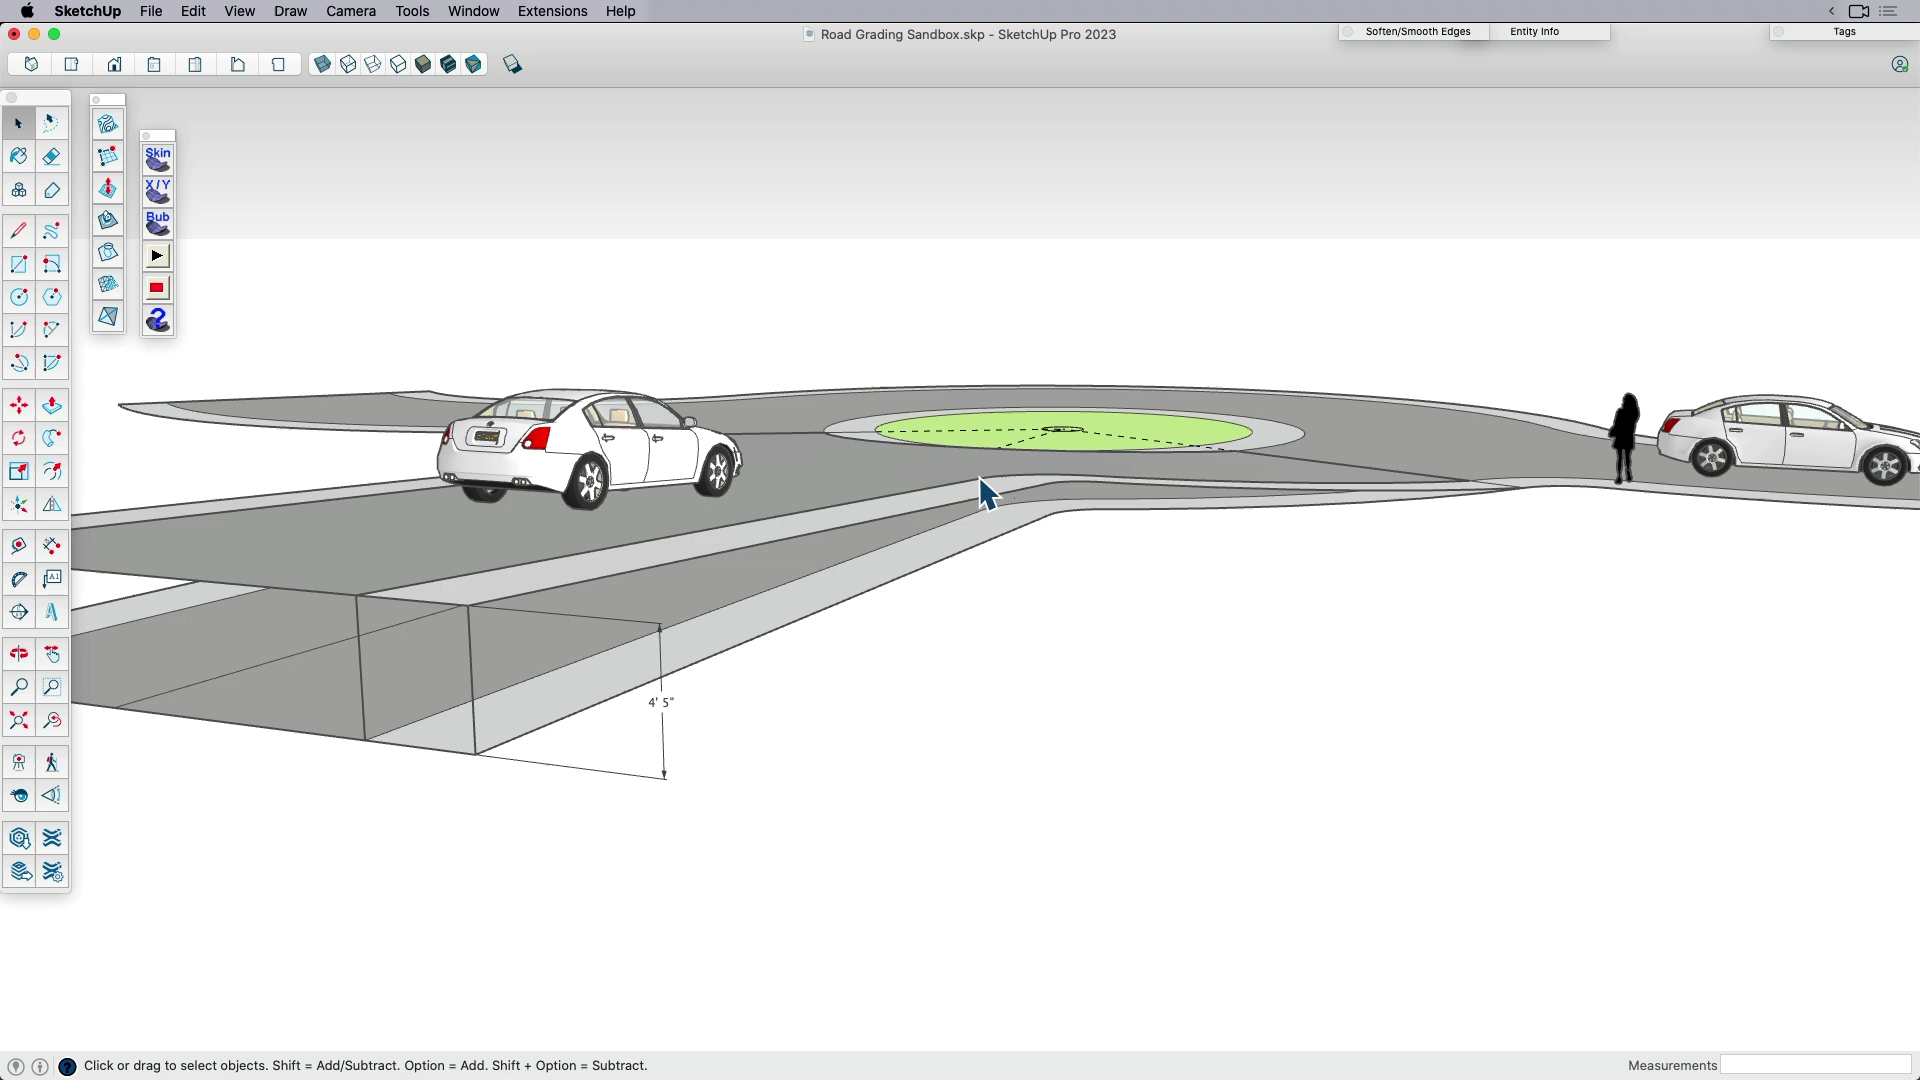 SketchUp File Edit View Draw Camera Tools Window Extensions Help
Road Grading Sandbox.skp - SketchUp Pro 2023
Soften/Smooth Edges
Entity Info
Tags
Skin
X/Y
Bub
?
A1
4' 5"
? Click or drag to select objects. Shift = Add/Subtract. Option = Add. Shift + Option = Subtract.
Measurements